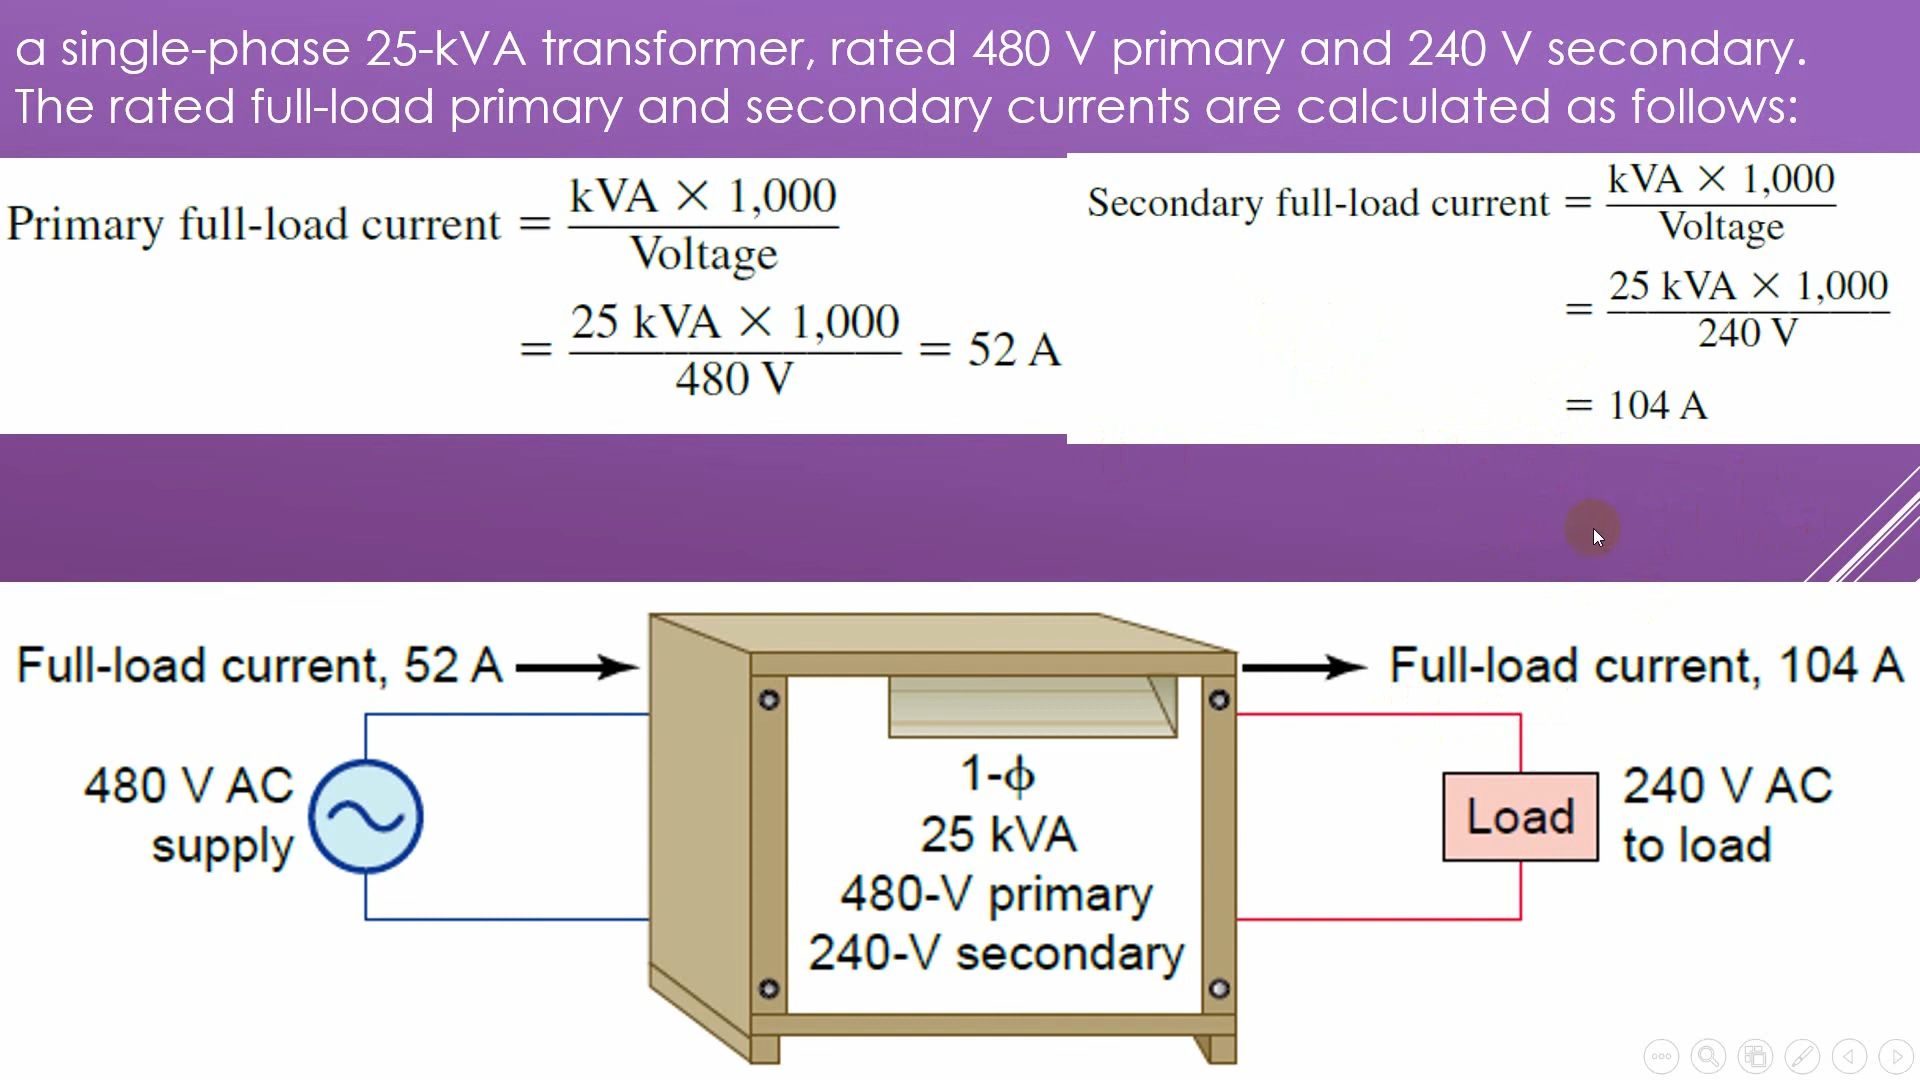 a single-phase 25-kVA transformer, rated 480 V primary and 240 V secondary.
The rated full-load primary and secondary currents are calculated as follows:
Primary full-load current = kVA × 1,000 / Voltage
= 25 kVA × 1,000 / 480 V = 52 A
Secondary full-load current = kVA × 1,000 / Voltage
= 25 kVA × 1,000 / 240 V
= 104 A
Full-load current, 52 A
480 V AC
supply
1-ϕ
25 kVA
480-V primary
240-V secondary
Full-load current, 104 A
Load
240 V AC
to load